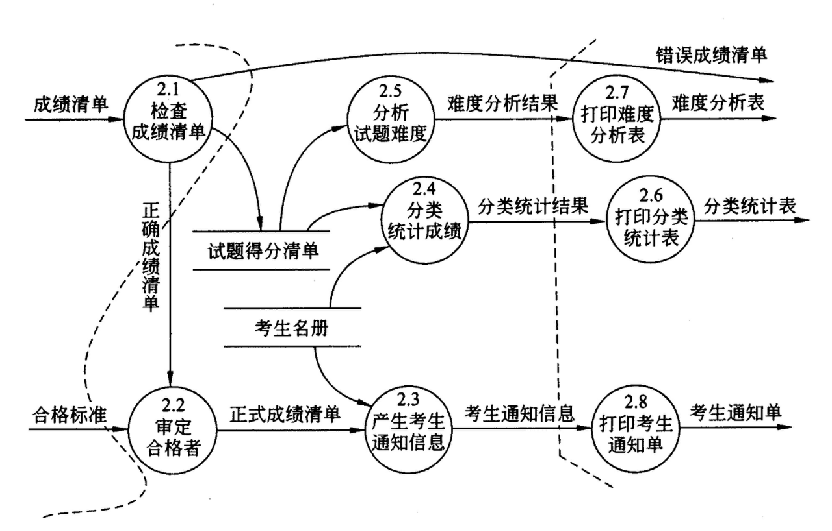 错误成绩清单
成绩清单
2.1
检查
成绩清单
2.5
分析
试题难度
难度分析结果
2.7
打印难度
分析表
难度分析表
正确成绩清单
试题得分清单
2.4
分类
统计成绩
分类统计结果
2.6
打印分类
统计表
分类统计表
考生名册
合格标准
2.2
审定
合格者
正式成绩清单
2.3
产生考生
通知信息
考生通知信息
2.8
打印考生
通知单
考生通知单